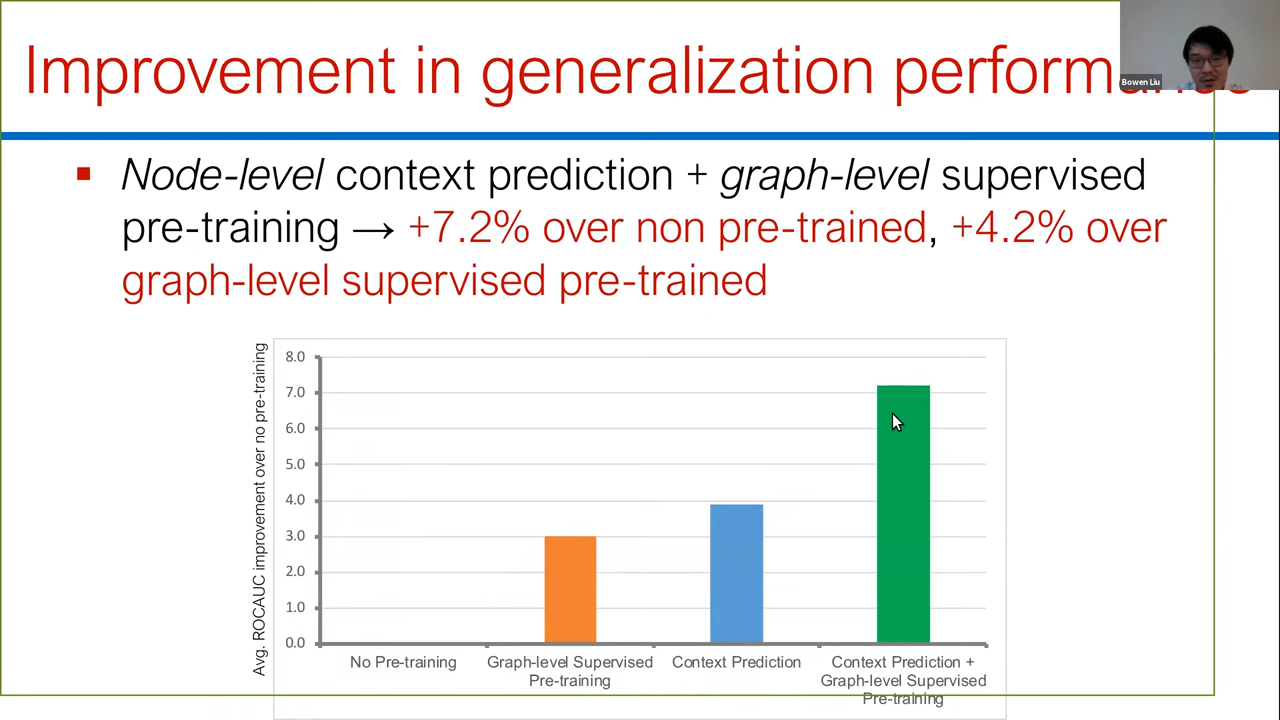 Improvement in generalization perform
Bowen Liu
Node-level context prediction + graph-level supervised
pre-training → +7.2% over non pre-trained, +4.2% over
graph-level supervised pre-trained
Avg. ROCAUC improvement over no pre-training
8.0
7.0
6.0
5.0
4.0
3.0
2.0
1.0
0.0
No Pre-training
Graph-level Supervised
Pre-training
Context Prediction
Context Prediction +
Graph-level Supervised
Pre-training